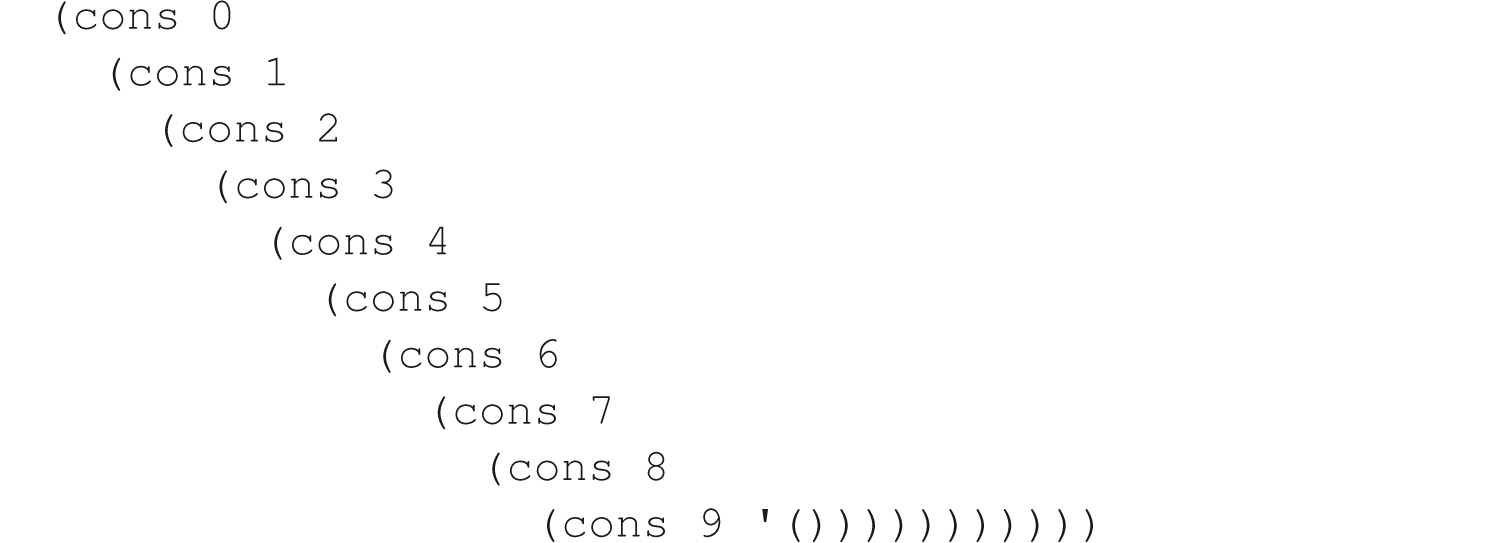 (cons 0
  (cons 1
    (cons 2
      (cons 3
        (cons 4
          (cons 5
            (cons 6
              (cons 7
                (cons 8
                  (cons 9 '()))))))))))